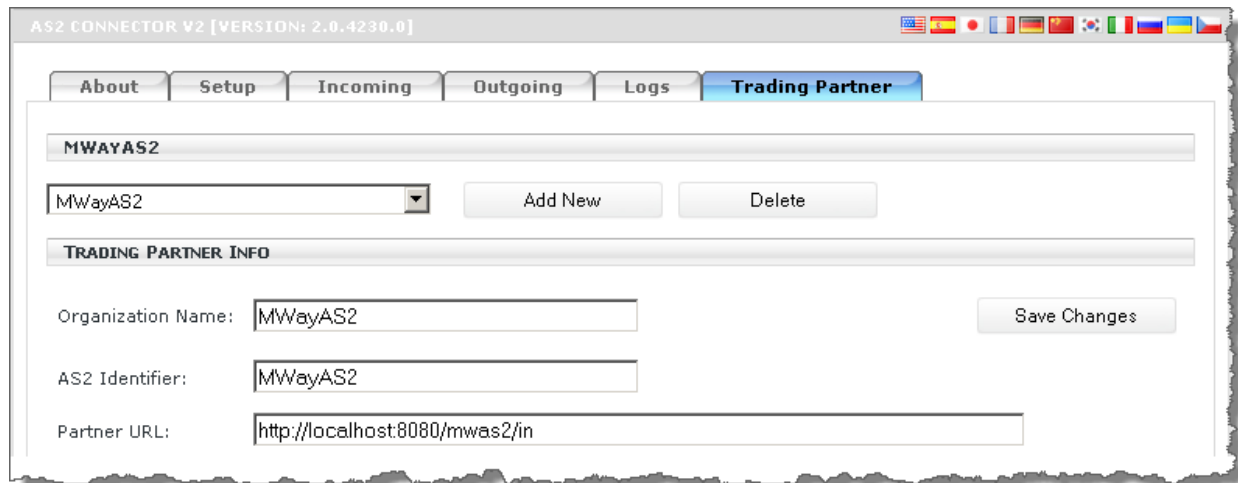 AS2 CONNECTOR V2 [VERSION: 2.0.4230.0]
About Setup Incoming Outgoing Logs Trading Partner
MWAYAS2
MWayAS2 Add New Delete
TRADING PARTNER INFO
Organization Name: MWayAS2 Save Changes
AS2 Identifier: MWayAS2
Partner URL: http://localhost:8080/mwas2/in